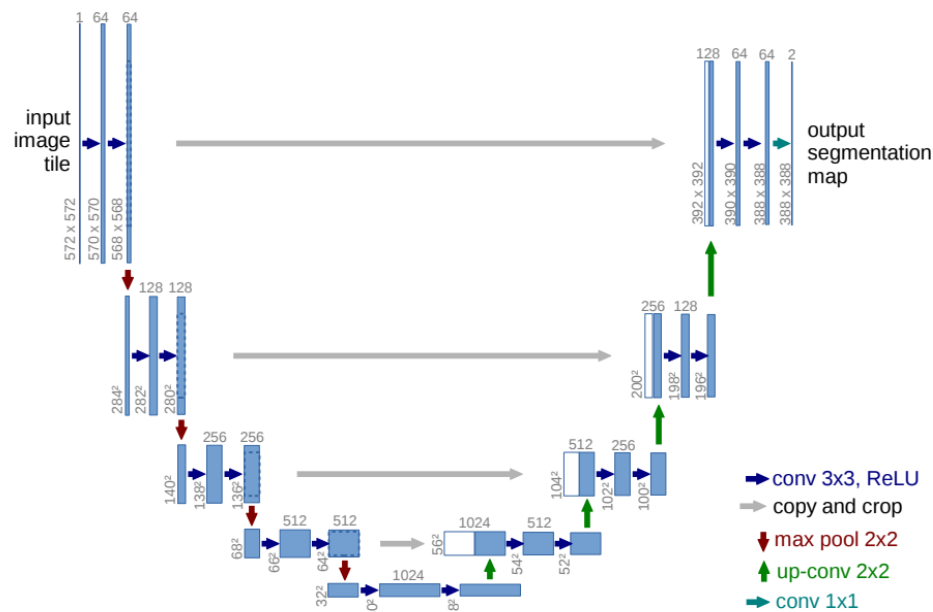 1 64 64
input
image
tile
572 x 572
570 x 570
568 x 568
128 64 64 2
output
segmentation
map
392 x 392
390 x 390
388 x 388
388 x 388
128 128
284²
282²
280²
256 128
200²
198²
196²
256 256
140²
138²
136²
512 256
104²
102²
100²
512 512
68²
66²
64²
1024 512
56²
54²
52²
1024
32²
0²
8²
conv 3x3, ReLU
copy and crop
max pool 2x2
up-conv 2x2
conv 1x1